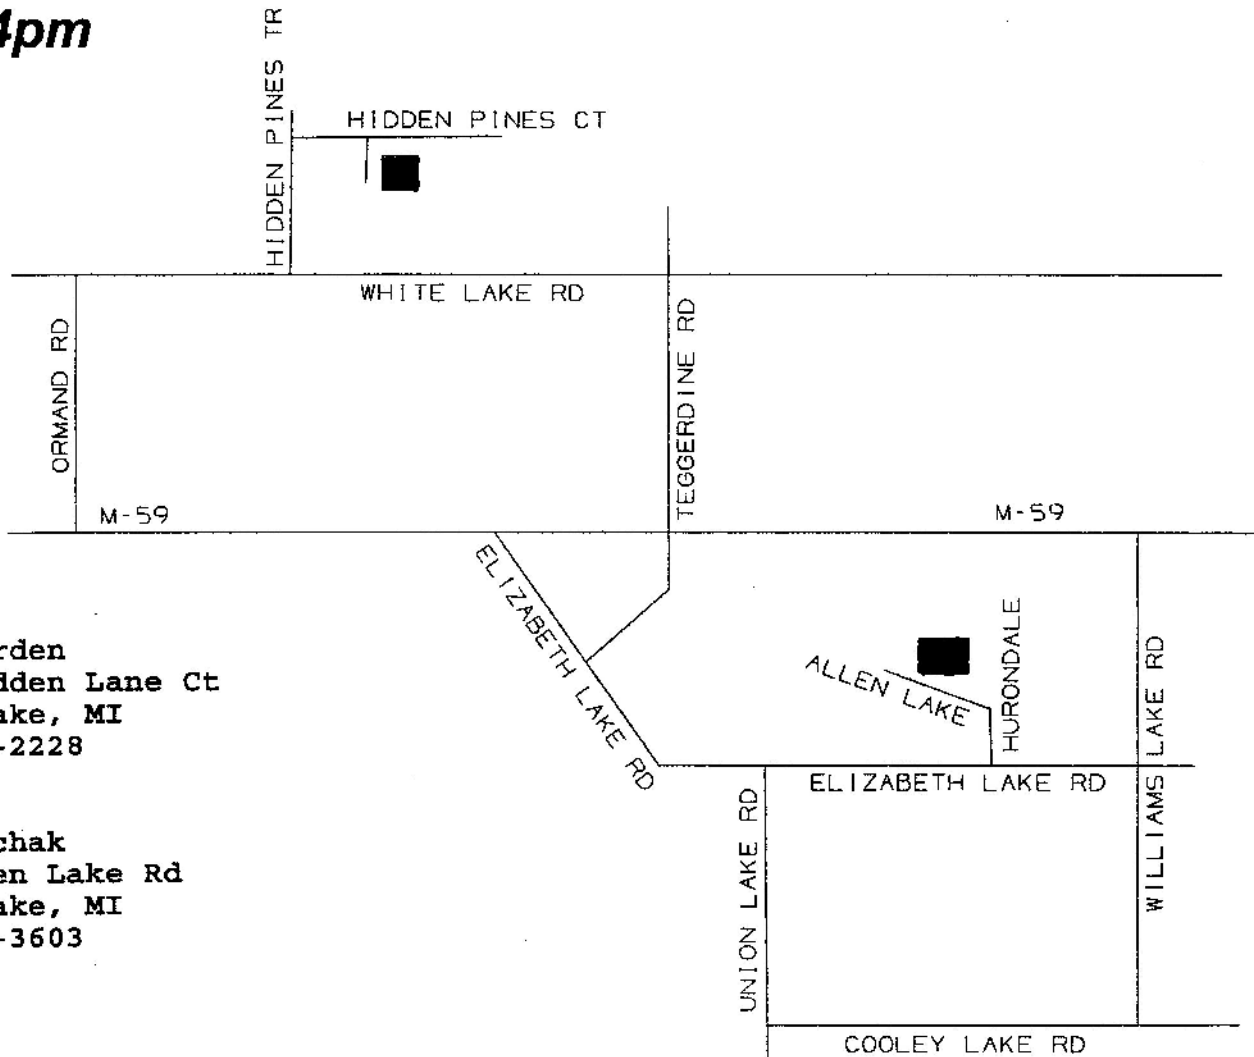 4pm
HIDDEN PINES TR
HIDDEN PINES CT
WHITE LAKE RD
ORMAND RD
TEGGERDINE RD
M-59
M-59
ELIZABETH LAKE RD
ALLEN LAKE
HURONDALE
WILLIAMS LAKE RD
ELIZABETH LAKE RD
UNION LAKE RD
COOLEY LAKE RD
rden
dden Lane Ct
ake, MI
-2228
chak
en Lake Rd
ake, MI
-3603